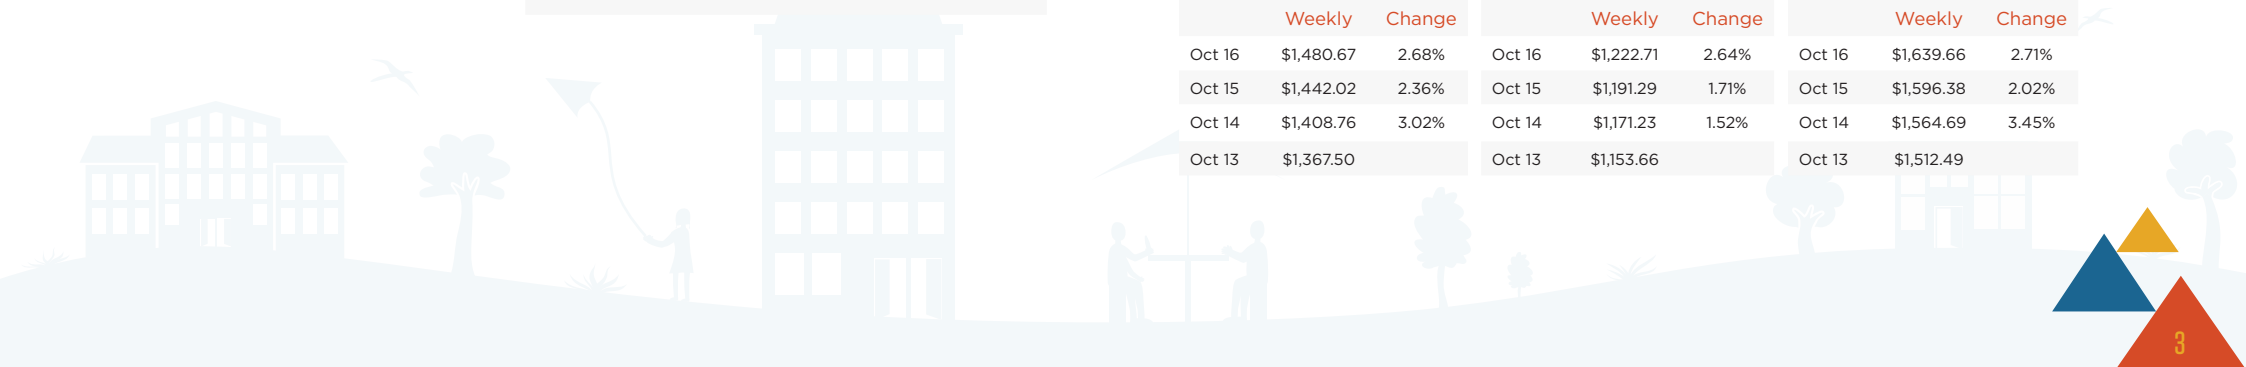 Weekly Change Weekly Change Weekly Change
Oct 16 $1,480.67 2.68% Oct 16 $1,222.71 2.64% Oct 16 $1,639.66 2.71%
Oct 15 $1,442.02 2.36% Oct 15 $1,191.29 1.71% Oct 15 $1,596.38 2.02%
Oct 14 $1,408.76 3.02% Oct 14 $1,171.23 1.52% Oct 14 $1,564.69 3.45%
Oct 13 $1,367.50 Oct 13 $1,153.66 Oct 13 $1,512.49
3